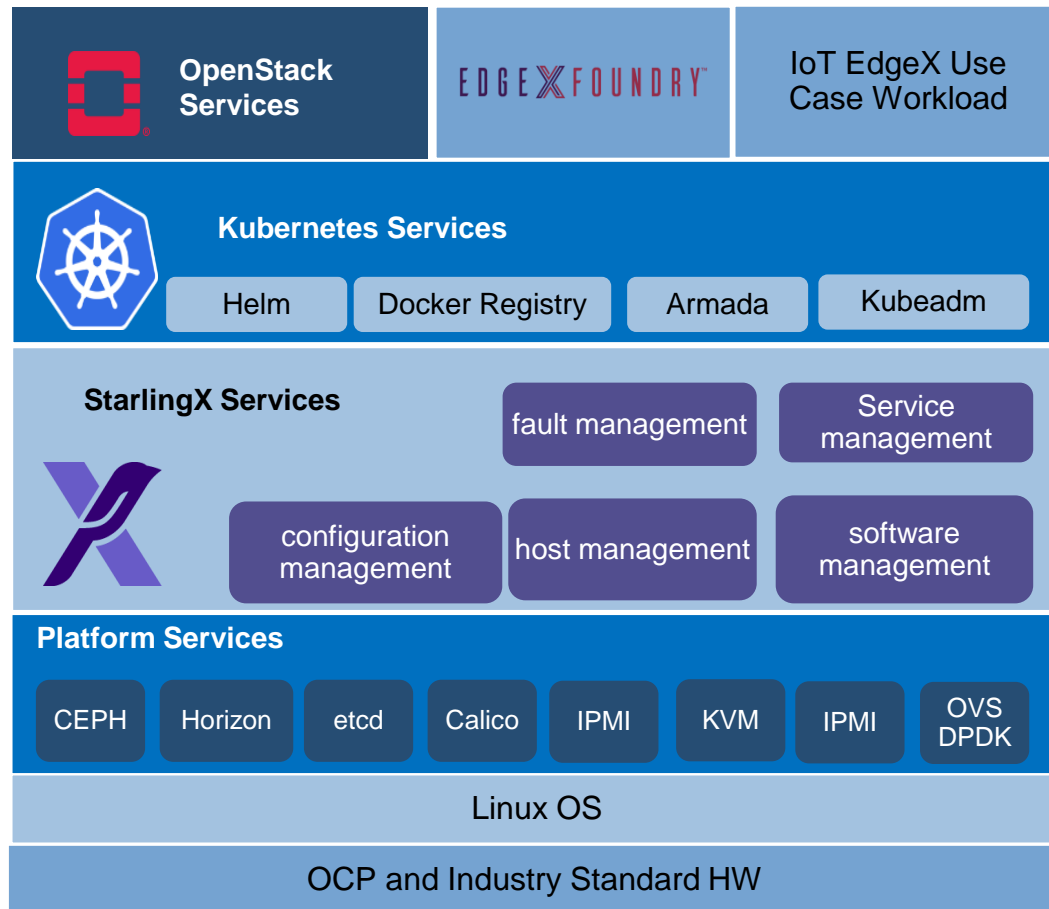 OpenStack
Services
EDGE X FOUNDRY™
IoT EdgeX Use
Case Workload
®
Kubernetes Services
Helm
Docker Registry
Armada
Kubeadm
StarlingX Services
fault management
Service
management
configuration
management
host management
software
management
Platform Services
CEPH
Horizon
etcd
Calico
IPMI
KVM
IPMI
OVS
DPDK
Linux OS
OCP and Industry Standard HW